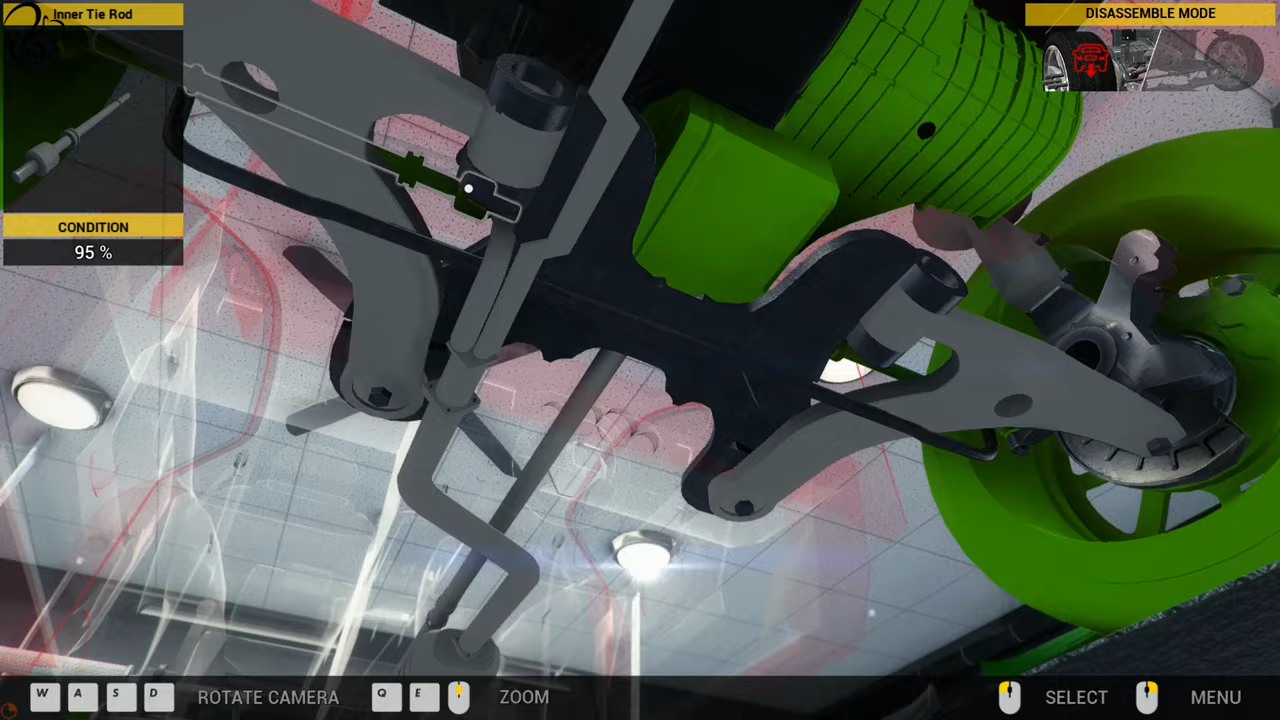 Inner Tie Rod
DISASSEMBLE MODE
CONDITION
95 %
W A S D ROTATE CAMERA Q E ZOOM SELECT MENU